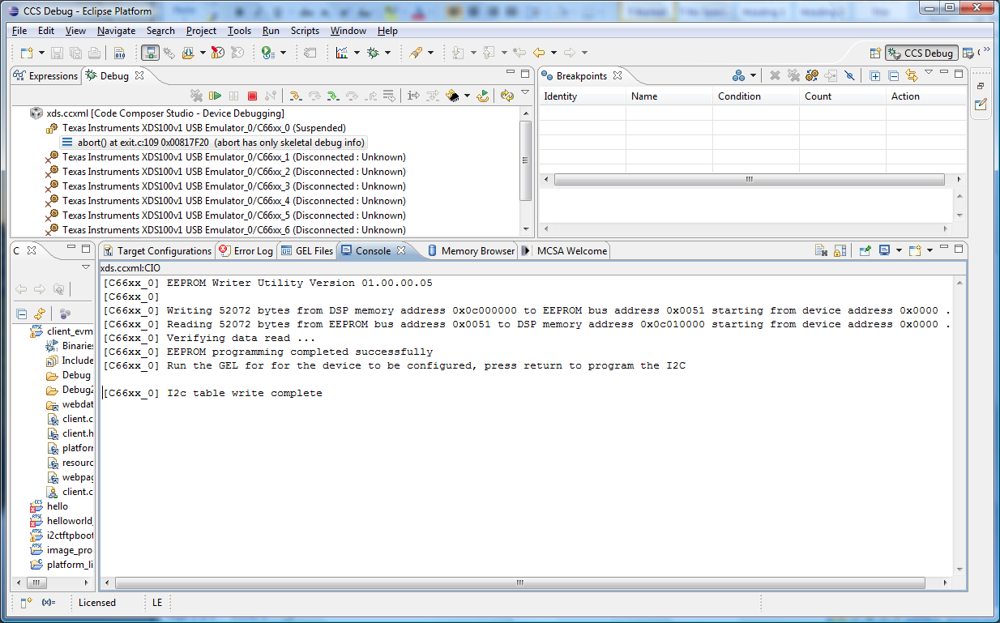 CCS Debug - Eclipse Platform
File Edit View Navigate Search Project Tools Run Scripts Window Help
CCS Debug
Expressions Debug
xds.ccxml [Code Composer Studio - Device Debugging]
Texas Instruments XDS100v1 USB Emulator_0/C66xx_0 (Suspended)
abort() at exit.c:109 0x00817F20 (abort has only skeletal debug info)
Texas Instruments XDS100v1 USB Emulator_0/C66xx_1 (Disconnected : Unknown)
Texas Instruments XDS100v1 USB Emulator_0/C66xx_2 (Disconnected : Unknown)
Texas Instruments XDS100v1 USB Emulator_0/C66xx_3 (Disconnected : Unknown)
Texas Instruments XDS100v1 USB Emulator_0/C66xx_4 (Disconnected : Unknown)
Texas Instruments XDS100v1 USB Emulator_0/C66xx_5 (Disconnected : Unknown)
Texas Instruments XDS100v1 USB Emulator_0/C66xx_6 (Disconnected : Unknown)
Breakpoints
Identity Name Condition Count Action
C
client_evm
Binaries
Include
Debug
Debug2
webdat
client.c
client.h
platforr
resourc
webpag
client.c
hello
helloworld_
i2ctftpboot
image_pro
platform_li
Target Configurations Error Log GEL Files Console Memory Browser MCSA Welcome
xds.ccxml:CIO
[C66xx_0] EEPROM Writer Utility Version 01.00.00.05
[C66xx_0]
[C66xx_0] Writing 52072 bytes from DSP memory address 0x0c000000 to EEPROM bus address 0x0051 starting from device address 0x0000 .
[C66xx_0] Reading 52072 bytes from EEPROM bus address 0x0051 to DSP memory address 0x0c010000 starting from device address 0x0000 .
[C66xx_0] Verifying data read ...
[C66xx_0] EEPROM programming completed successfully
[C66xx_0] Run the GEL for for the device to be configured, press return to program the I2C
[C66xx_0] I2c table write complete
(x)= Licensed LE